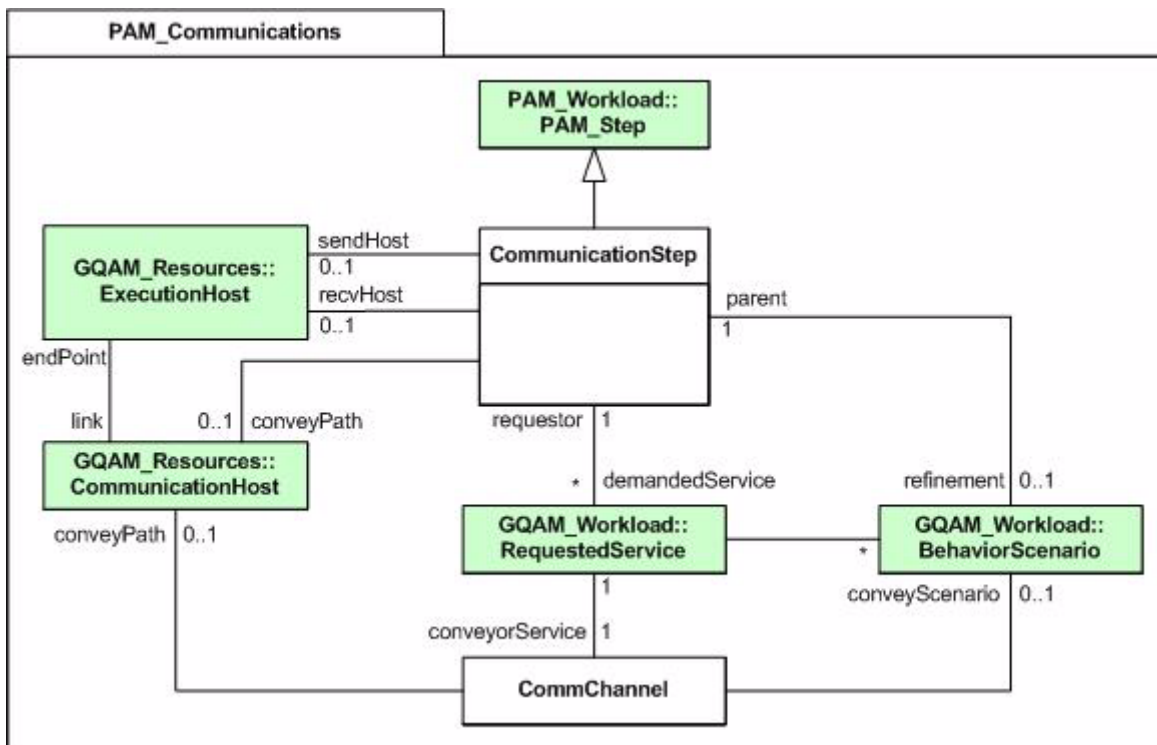 PAM_Communications
PAM_Workload::
PAM_Step
sendHost
0..1
recvHost
0..1
GQAM_Resources::
ExecutionHost
CommunicationStep
parent
1
endPoint
link
0..1
conveyPath
requestor
1
GQAM_Resources::
CommunicationHost
*
demandedService
refinement
0..1
conveyPath
0..1
GQAM_Workload::
RequestedService
*
GQAM_Workload::
BehaviorScenario
1
conveyScenario
0..1
conveyorService
1
CommChannel